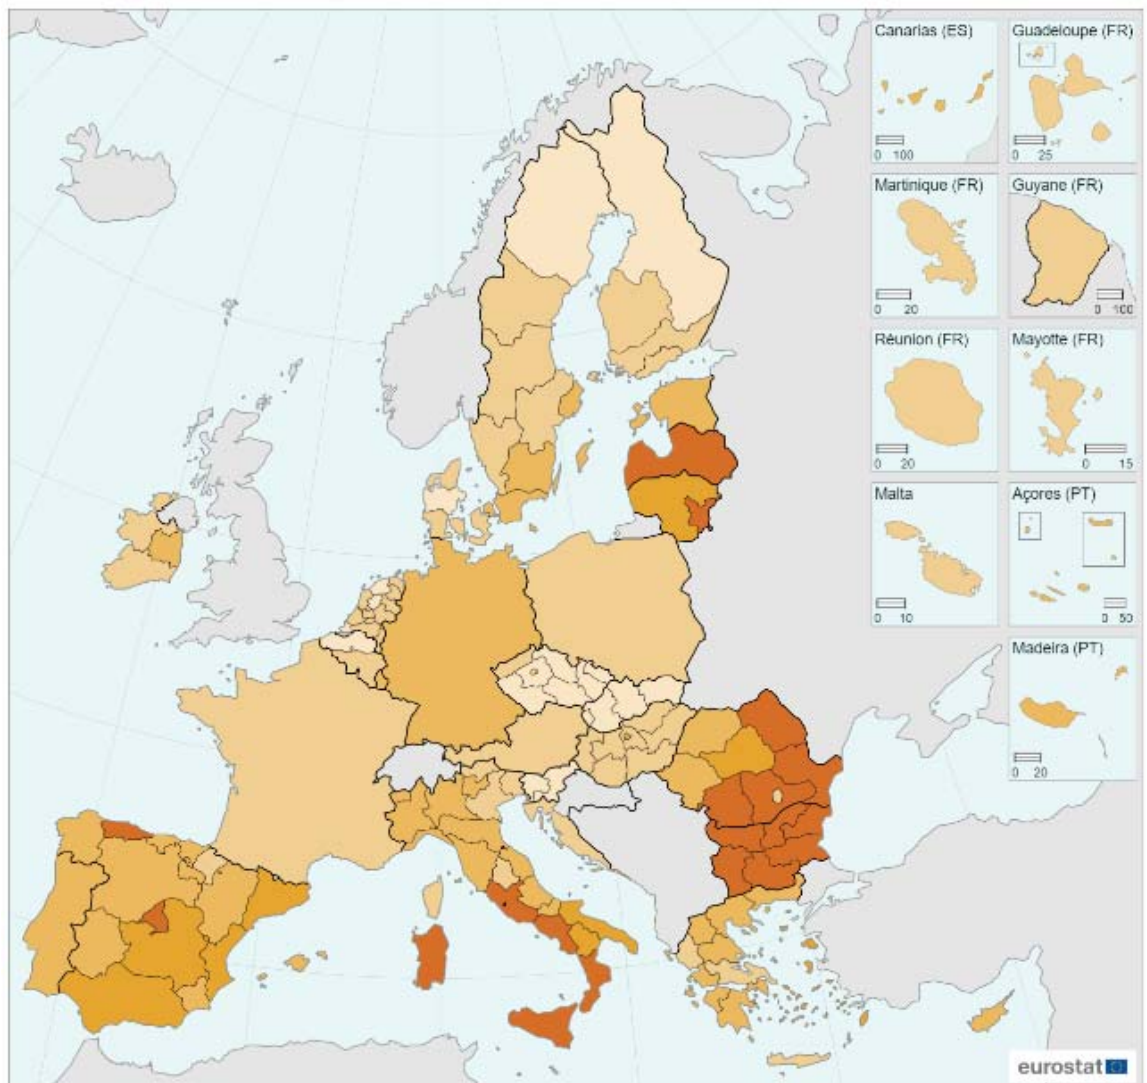 Canarias (ES)
0 100
Guadeloupe (FR)
0 25
Martinique (FR)
0 20
Guyane (FR)
0 100
Réunion (FR)
0 20
Mayotte (FR)
0 15
Malta
0 10
Açores (PT)
0 50
Madeira (PT)
0 20
eurostat